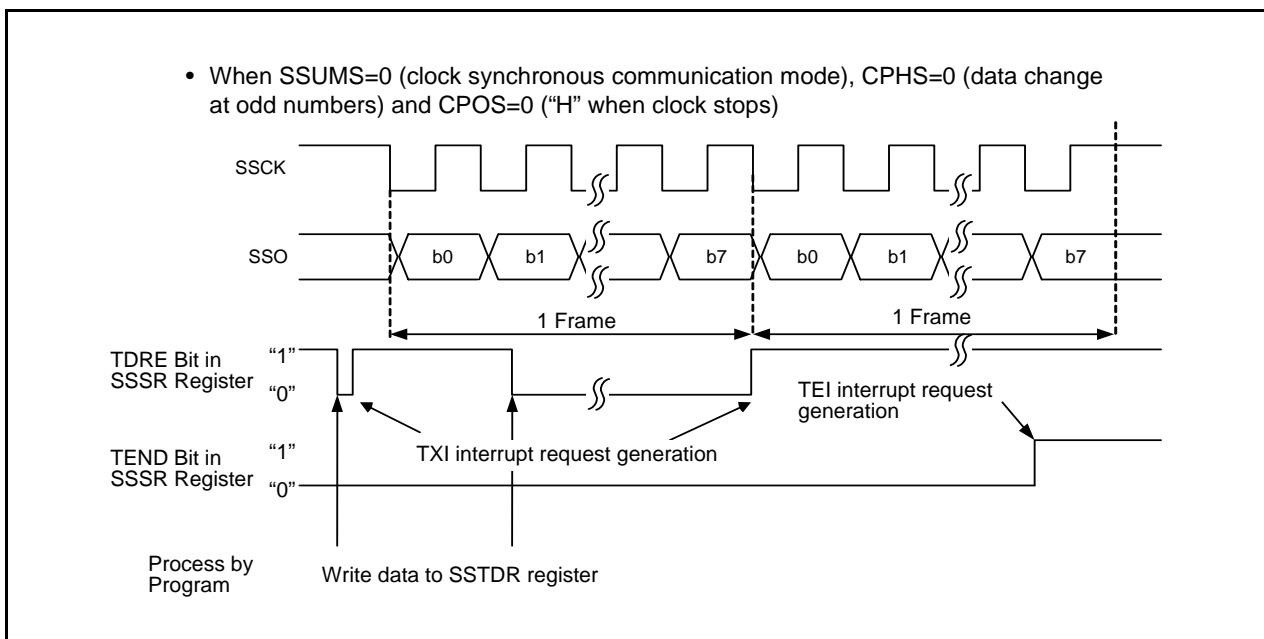 • When SSUMS=0 (clock synchronous communication mode), CPHS=0 (data change
at odd numbers) and CPOS=0 (“H” when clock stops)
SSCK
SSO
b0
b1
b7
b0
b1
b7
1 Frame
1 Frame
TDRE Bit in
SSSR Register
“1”
“0”
TEI interrupt request
generation
TXI interrupt request generation
TEND Bit in
SSSR Register
“1”
“0”
Process by
Program
Write data to SSTDR register